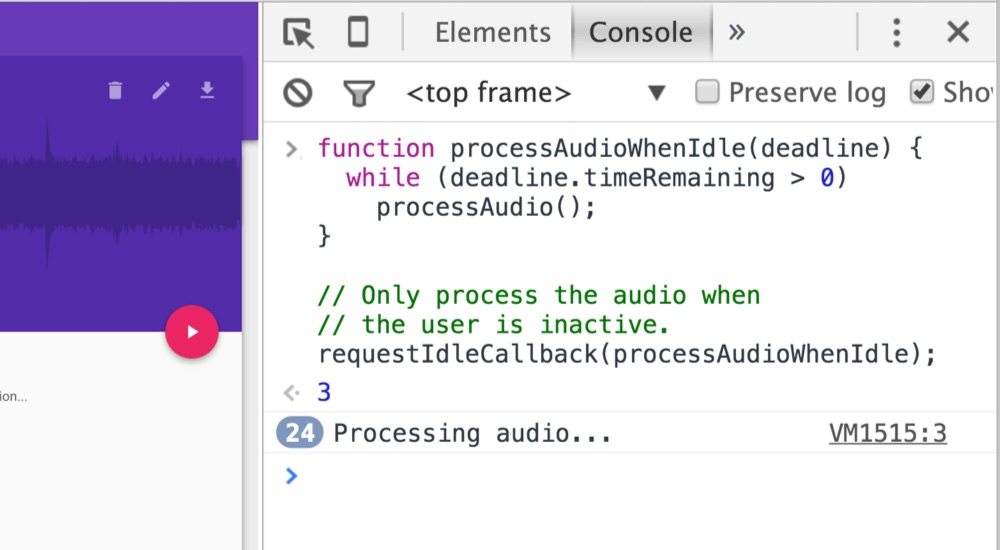 Elements Console »
<top frame> ▼ Preserve log Show
function processAudioWhenIdle(deadline) {
  while (deadline.timeRemaining > 0)
    processAudio();
}
// Only process the audio when
// the user is inactive.
requestIdleCallback(processAudioWhenIdle);
3
24 Processing audio... VM1515:3
ion...